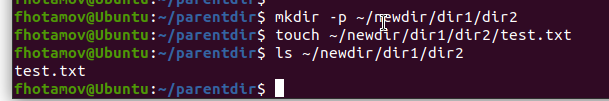 fhotamov@Ubuntu:~/parentdir$ mkdir -p ~/newdir/dir1/dir2
fhotamov@Ubuntu:~/parentdir$ touch ~/newdir/dir1/dir2/test.txt
fhotamov@Ubuntu:~/parentdir$ ls ~/newdir/dir1/dir2
test.txt
fhotamov@Ubuntu:~/parentdir$